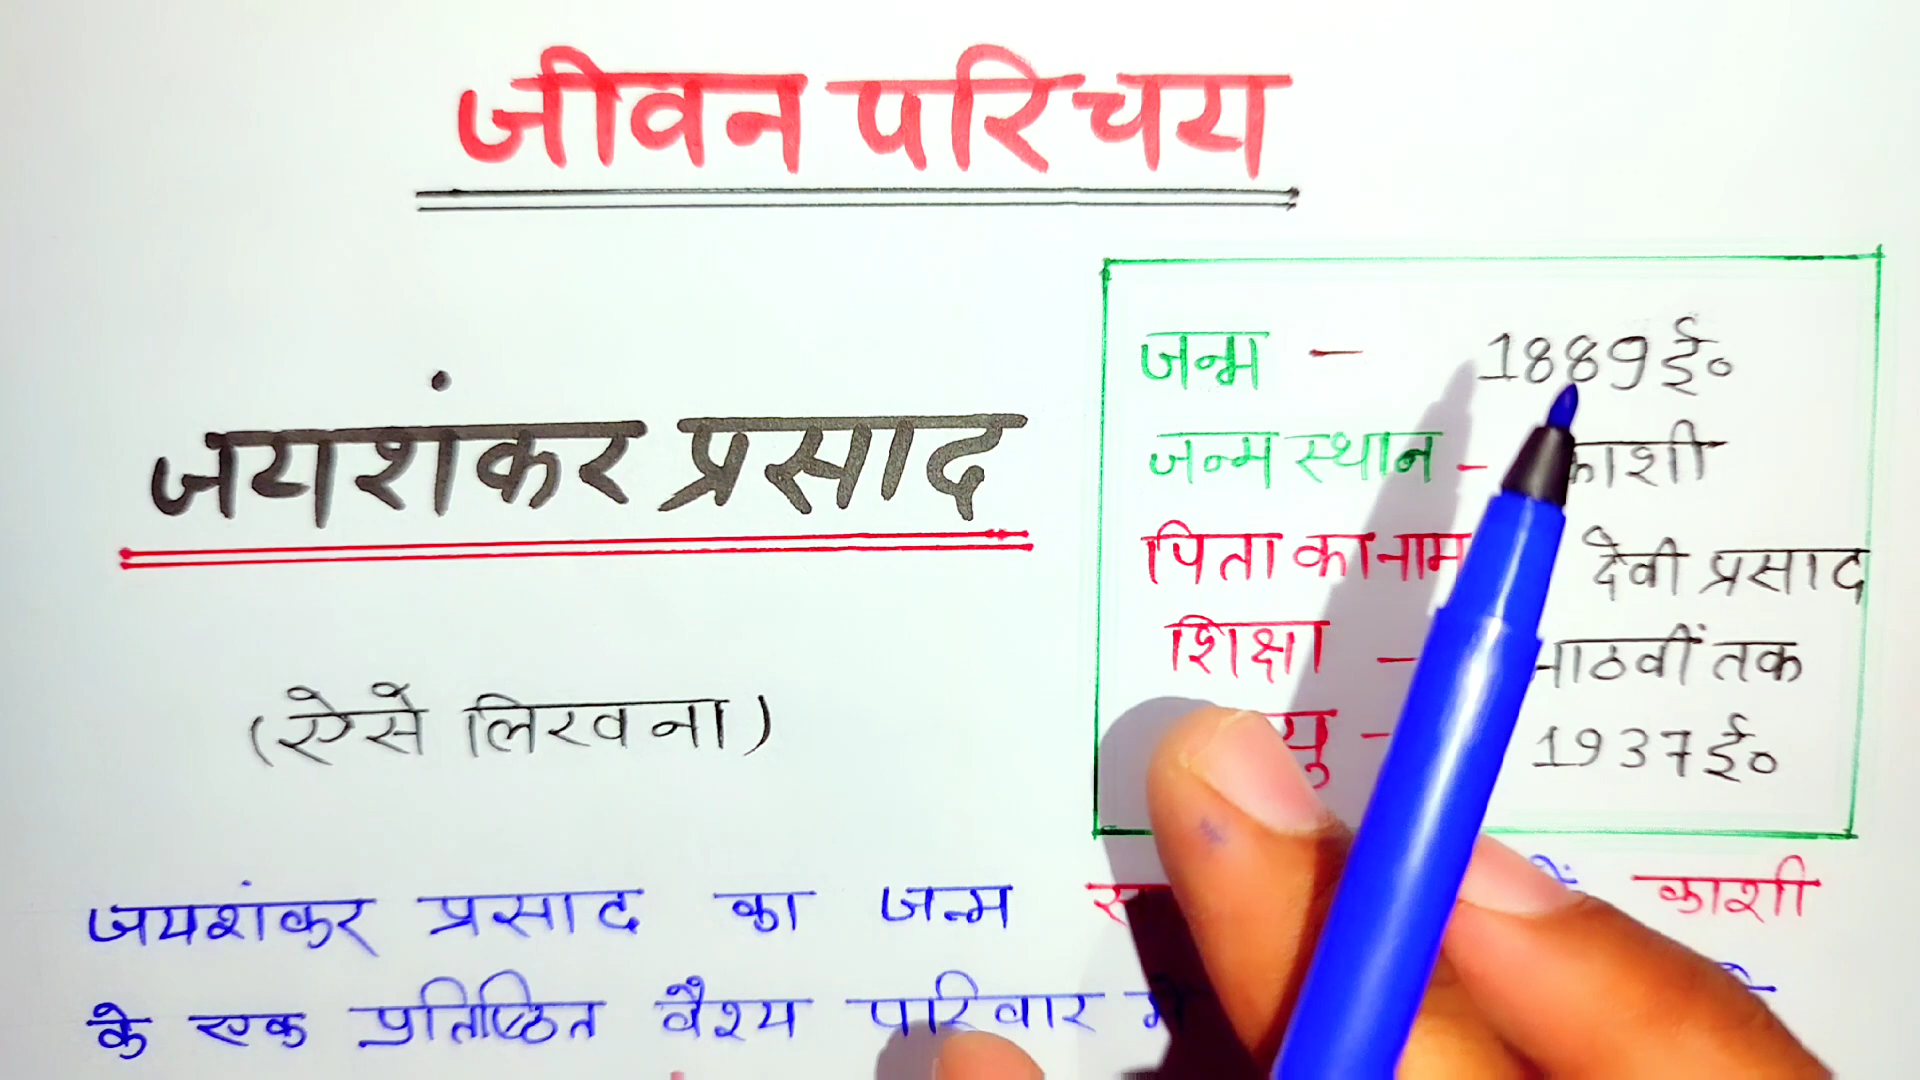 जीवन परिचय
जयशंकर प्रसाद
(ऐसे लिखना)
जन्म - 1889 ई०
जन्म स्थान - काशी
पिता का नाम देवी प्रसाद
शिक्षा - आठवीं तक
1937 ई०
जयशंकर प्रसाद का जन्म काशी
के एक प्रतिष्ठित वैश्य परिवार